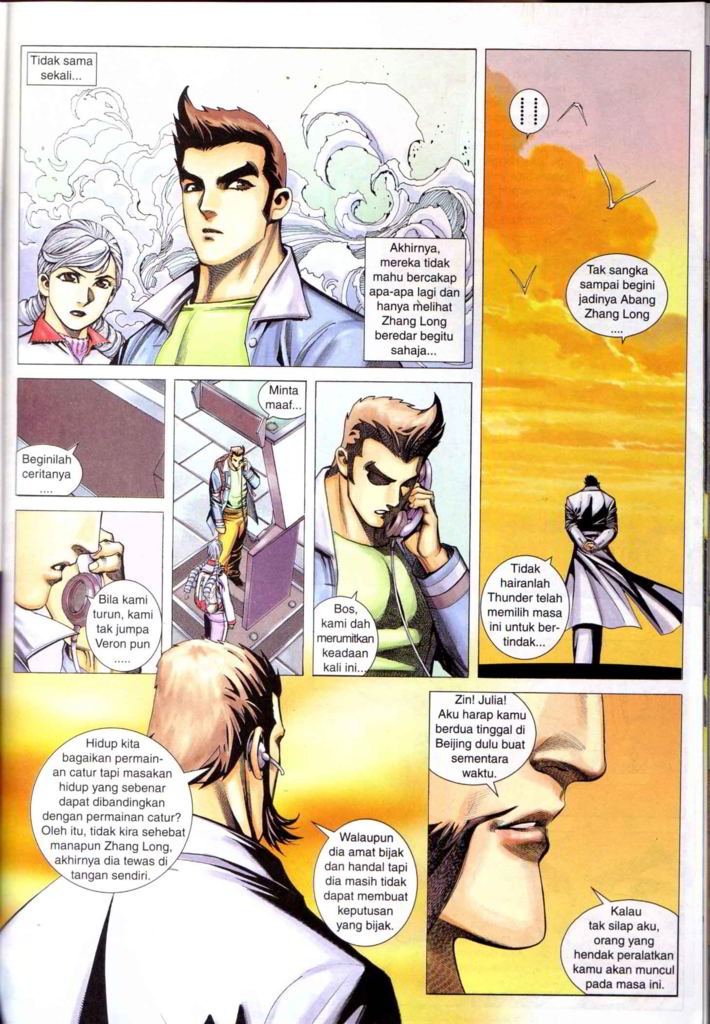 Tidak sama
sekali...
Akhirnya,
mereka tidak
mahu bercakap
apa-apa lagi dan
hanya melihat
Zhang Long
beredar begitu
sahaja...
Beginilah
ceritanya
....
Bila kami
turun, kami
tak jumpa
Veron pun
.....
Minta
maaf...
Bos,
kami dah
merumitkan
keadaan
kali ini...
!!
Tak sangka
sampai begini
jadinya Abang
Zhang Long
....
Tidak
hairanlah
Thunder telah
memilih masa
ini untuk ber-
tindak...
Hidup kita
bagaikan permain-
an catur tapi masakan
hidup yang sebenar
dapat dibandingkan
dengan permainan catur?
Oleh itu, tidak kira sehebat
manapun Zhang Long,
akhirnya dia tewas di
tangan sendiri.
Walaupun
dia amat bijak
dan handal tapi
dia masih tidak
dapat membuat
keputusan
yang bijak.
Zin! Julia!
Aku harap kamu
berdua tinggal di
Beijing dulu buat
sementara
waktu.
Kalau
tak silap aku,
orang yang
hendak peralatkan
kamu akan muncul
pada masa ini.